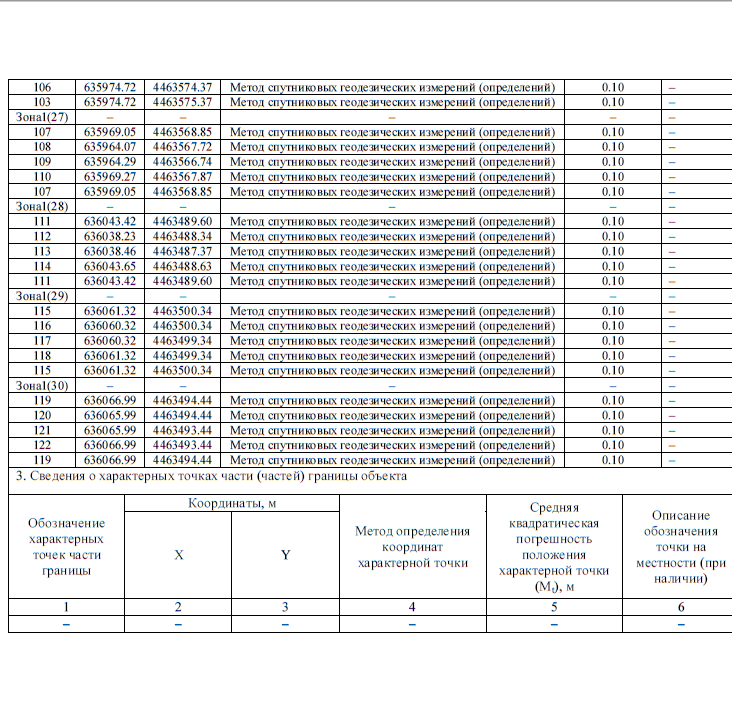 106 635974.72 4463574.37 Метод спутниковых геодезических измерений (определений) 0.10 –
103 635974.72 4463575.37 Метод спутниковых геодезических измерений (определений) 0.10 –
Зона1(27) – – – – –
107 635969.05 4463568.85 Метод спутниковых геодезических измерений (определений) 0.10 –
108 635964.07 4463567.72 Метод спутниковых геодезических измерений (определений) 0.10 –
109 635964.29 4463566.74 Метод спутниковых геодезических измерений (определений) 0.10 –
110 635969.27 4463567.87 Метод спутниковых геодезических измерений (определений) 0.10 –
107 635969.05 4463568.85 Метод спутниковых геодезических измерений (определений) 0.10 –
Зона1(28) – – – – –
111 636043.42 4463489.60 Метод спутниковых геодезических измерений (определений) 0.10 –
112 636038.23 4463488.34 Метод спутниковых геодезических измерений (определений) 0.10 –
113 636038.46 4463487.37 Метод спутниковых геодезических измерений (определений) 0.10 –
114 636043.65 4463488.63 Метод спутниковых геодезических измерений (определений) 0.10 –
111 636043.42 4463489.60 Метод спутниковых геодезических измерений (определений) 0.10 –
Зона1(29) – – – – –
115 636061.32 4463500.34 Метод спутниковых геодезических измерений (определений) 0.10 –
116 636060.32 4463500.34 Метод спутниковых геодезических измерений (определений) 0.10 –
117 636060.32 4463499.34 Метод спутниковых геодезических измерений (определений) 0.10 –
118 636061.32 4463499.34 Метод спутниковых геодезических измерений (определений) 0.10 –
115 636061.32 4463500.34 Метод спутниковых геодезических измерений (определений) 0.10 –
Зона1(30) – – – – –
119 636066.99 4463494.44 Метод спутниковых геодезических измерений (определений) 0.10 –
120 636065.99 4463494.44 Метод спутниковых геодезических измерений (определений) 0.10 –
121 636065.99 4463493.44 Метод спутниковых геодезических измерений (определений) 0.10 –
122 636066.99 4463493.44 Метод спутниковых геодезических измерений (определений) 0.10 –
119 636066.99 4463494.44 Метод спутниковых геодезических измерений (определений) 0.10 –
3. Сведения о характерных точках части (частей) границы объекта
Обозначение
характерных
точек части
границы
Координаты, м
X
Y
Метод определения
координат
характерной точки
Средняя
квадратическая
погрешность
положения
характерной точки
(Mt), м
Описание
обозначения
точки на
местности (при
наличии)
1 2 3 4 5 6
– – – – – –